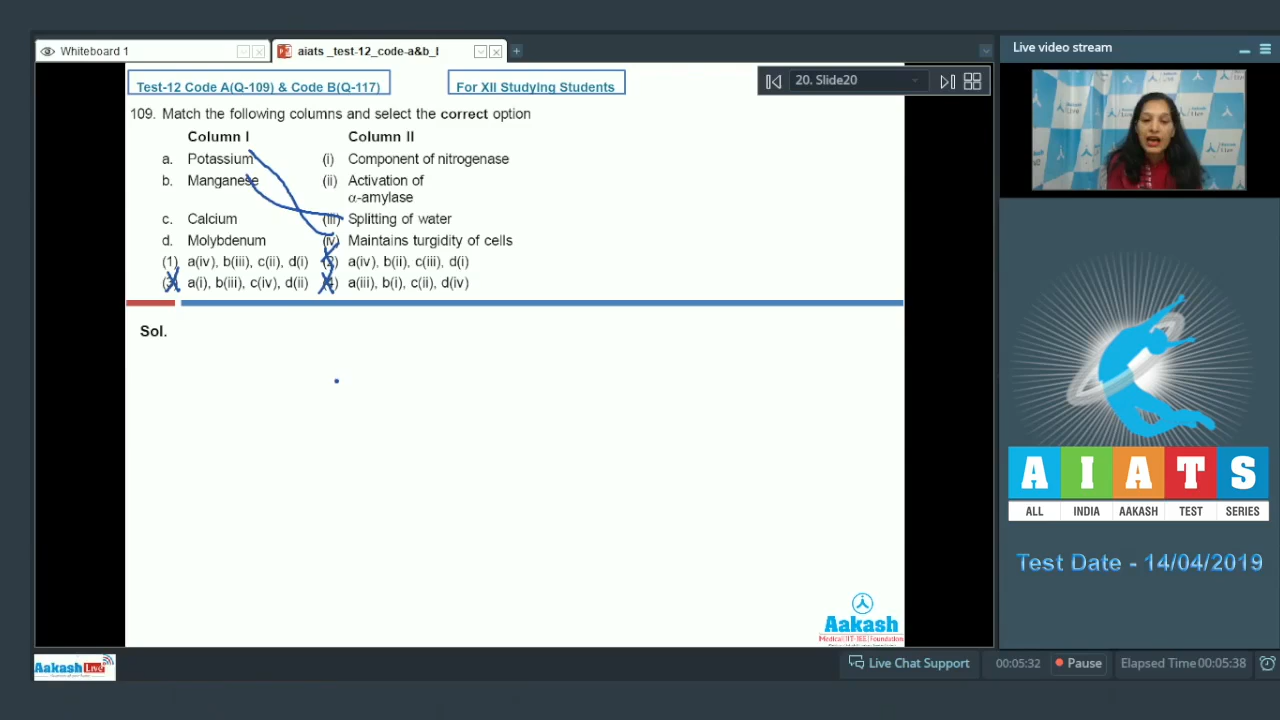 Whiteboard 1
aiats _test-12_code-a&b_l
+
Live video stream
Test-12 Code A(Q-109) & Code B(Q-117)
For XII Studying Students
20. Slide20
109. Match the following columns and select the correct option
Column I Column II
a. Potassium (i) Component of nitrogenase
b. Manganese (ii) Activation of
α-amylase
c. Calcium (iii) Splitting of water
d. Molybdenum (iv) Maintains turgidity of cells
(1) a(iv), b(iii), c(ii), d(i) (2) a(iv), b(ii), c(iii), d(i)
(3) a(i), b(iii), c(iv), d(ii) (4) a(iii), b(i), c(ii), d(iv)
Sol.
A I A T S
ALL INDIA AAKASH TEST SERIES
Test Date - 14/04/2019
Aakash
Medical|IIT-JEE|Foundations
Aakash Live
Live Chat Support
00:05:32
Pause
Elapsed Time 00:05:38